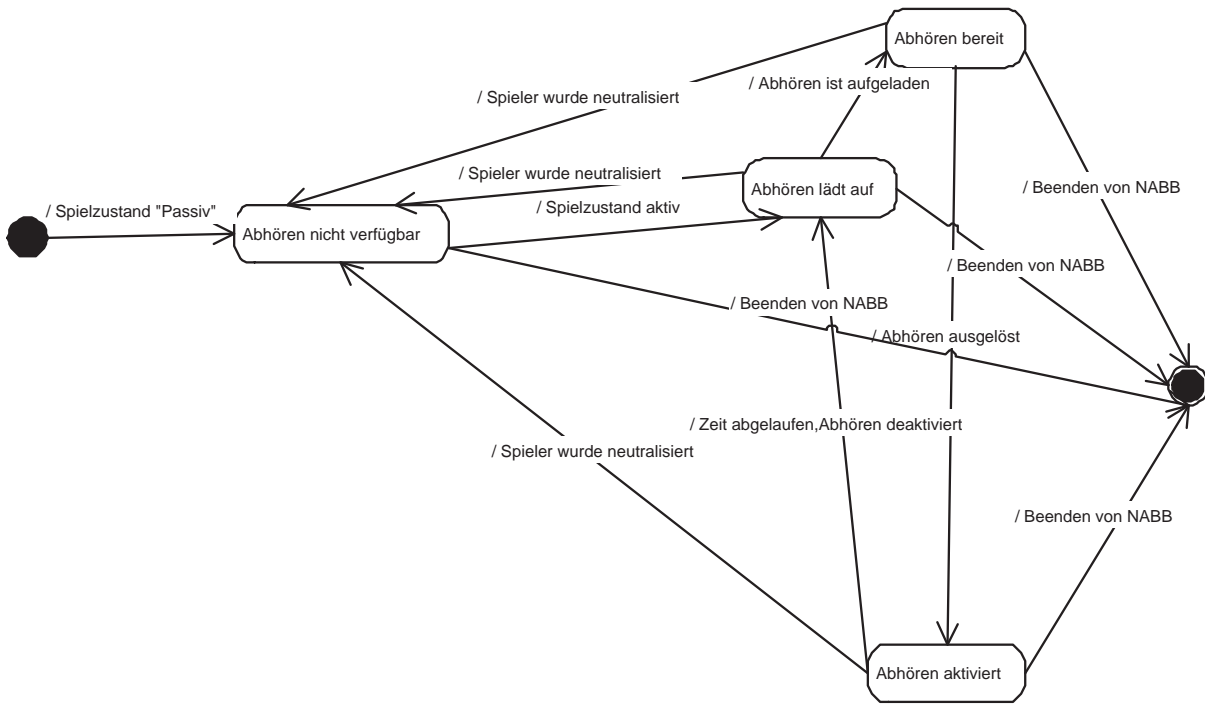 Abhören bereit
/ Abhören ist aufgeladen
/ Spieler wurde neutralisiert
/ Spieler wurde neutralisiert
Abhören lädt auf
/ Beenden von NABB
/ Spielzustand "Passiv"
/ Spielzustand aktiv
Abhören nicht verfügbar
/ Beenden von NABB
/ Beenden von NABB
/ Abhören ausgelöst
/ Zeit abgelaufen,Abhören deaktiviert
/ Spieler wurde neutralisiert
/ Beenden von NABB
Abhören aktiviert